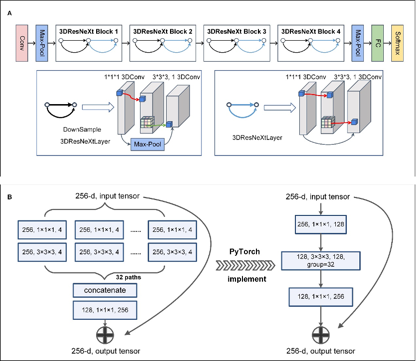 A
3DResNeXt Block 1
3DResNeXt Block 2
3DResNeXt Block 3
3DResNeXt Block 4
Conv
Max-Pool
Max-Pool
FC
Softmax
1*1*1 3DConv
3*3*3, 1 3DConv
DownSample
3DResNeXtLayer
Max-Pool
1*1*1 3DConv
3*3*3, 1 3DConv
3DResNeXtLayer
B
256-d, input tensor
256, 1×1×1, 4
256, 1×1×1, 4
......
256, 1×1×1, 4
256, 3×3×3, 4
256, 3×3×3, 4
......
256, 3×3×3, 4
32 paths
concatenate
128, 1×1×1, 256
256-d, output tensor
PyTorch
implement
256-d, input tensor
256, 1×1×1, 128
128, 3×3×3, 128,
group=32
128, 1×1×1, 256
256-d, output tensor